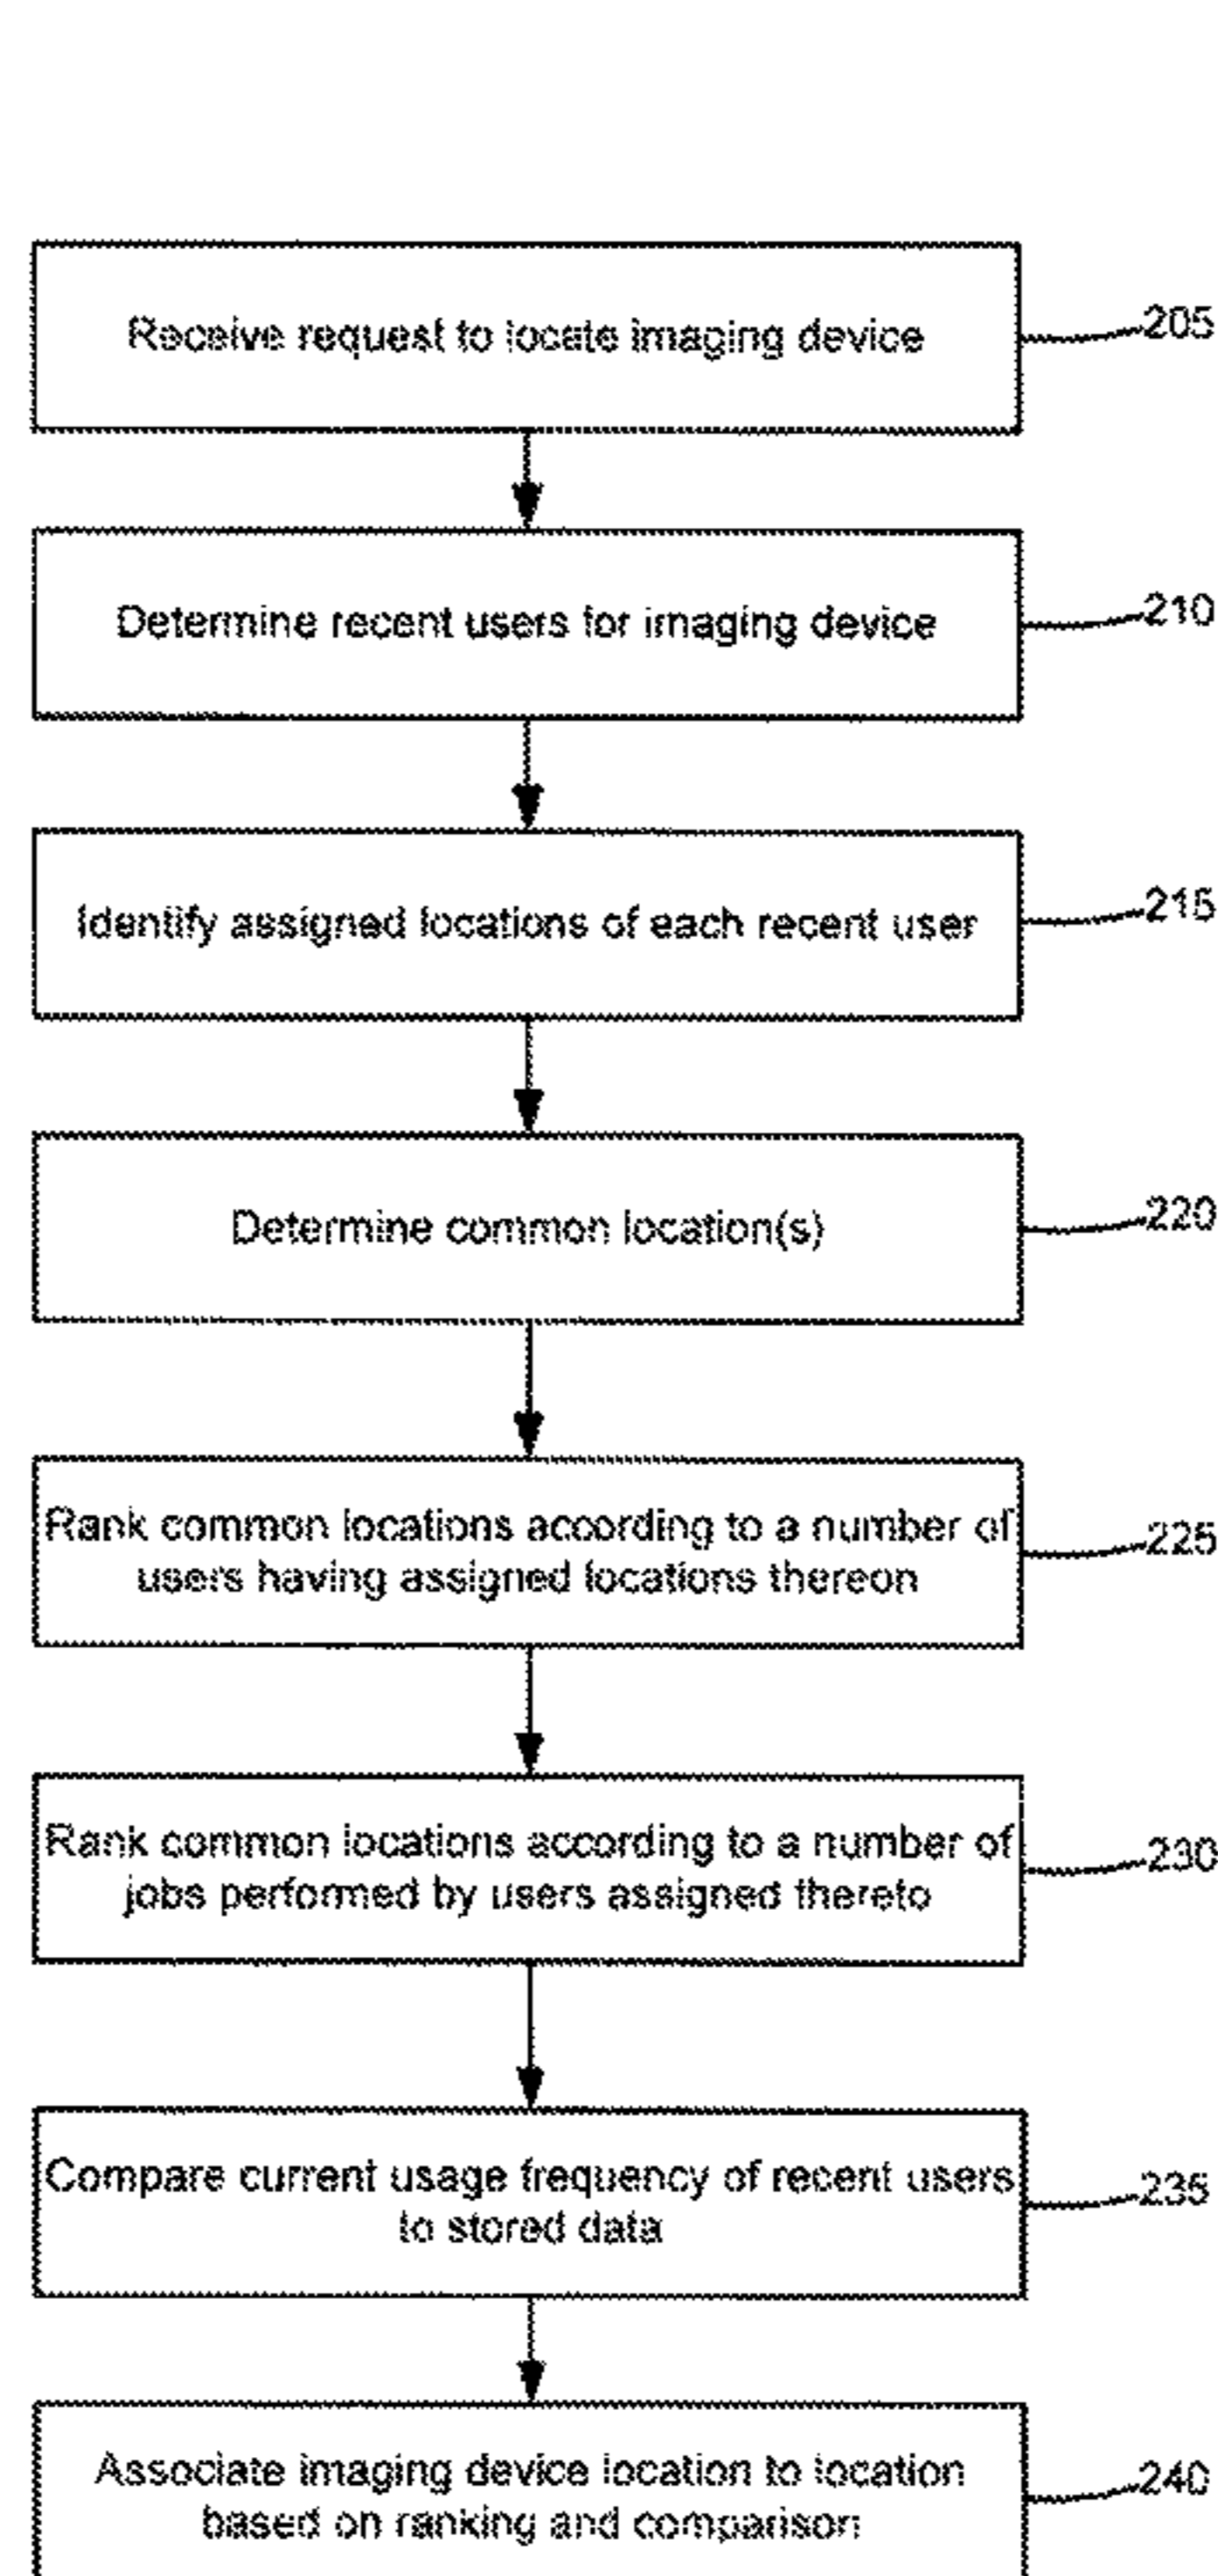 Receive request to locate imaging device
205
Determine recent users for imaging device
210
Identify assigned locations of each recent user
215
Determine common location(s)
220
Rank common locations according to a number of
users having assigned locations thereon
225
Rank common locations according to a number of
jobs performed by users assigned thereto
230
Compare current usage frequency of recent users
to stored data
235
Associate imaging device location to location
based on ranking and comparison
240